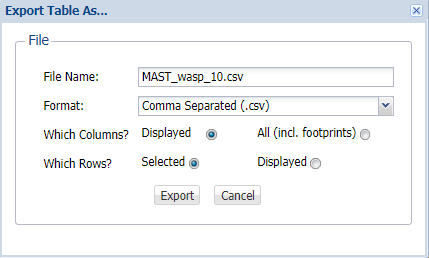 Export Table As...
File
File Name: MAST_wasp_10.csv
Format: Comma Separated (.csv)
Which Columns? Displayed All (incl. footprints)
Which Rows? Selected Displayed
Export Cancel